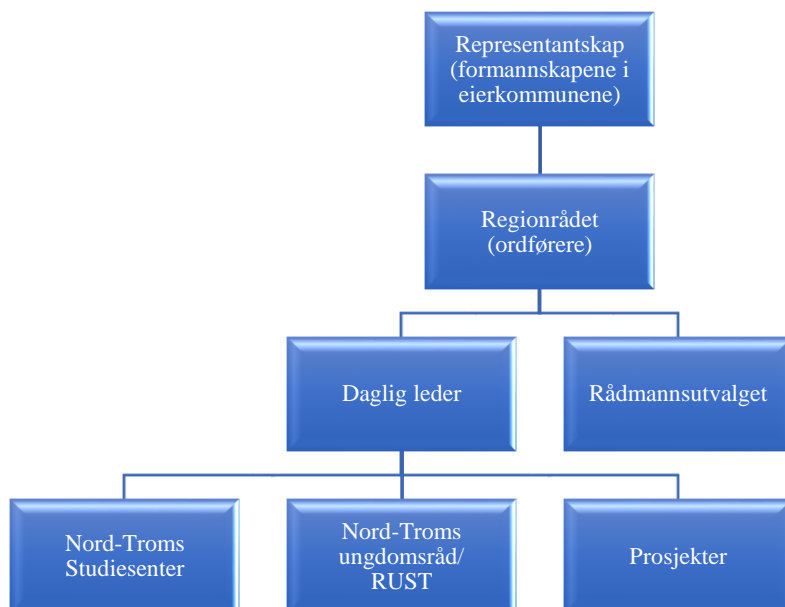 Representantskap
(formannskapene i
eierkommunene)
Regionrådet
(ordførere)
Daglig leder
Rådmannsutvalget
Nord-Troms
Studiesenter
Nord-Troms
ungdomsråd/
RUST
Prosjekter